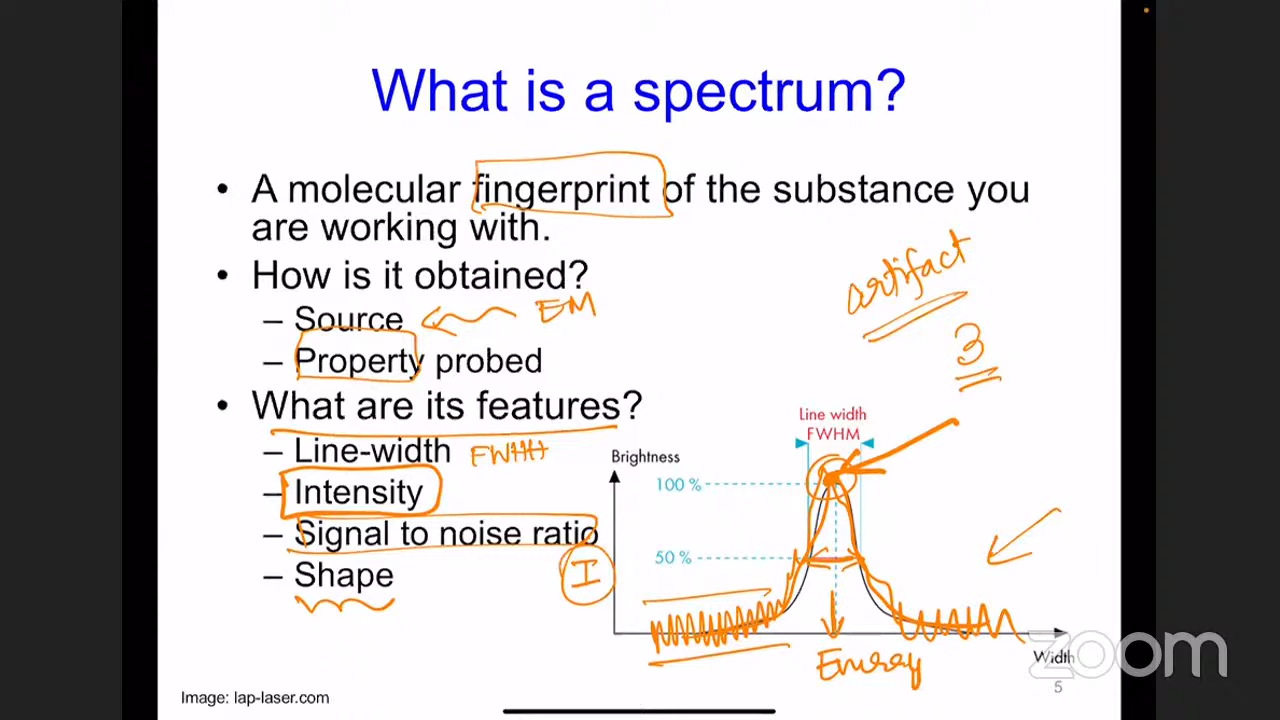 What is a spectrum?
• A molecular fingerprint of the substance you
are working with.
• How is it obtained?
– Source EM
– Property probed
• What are its features?
– Line-width FWHH
– Intensity
– Signal to noise ratio
– Shape
artifact
3
Line width
FWHM
Brightness
100 %
50 %
I
Energy
Width
zoom
5
Image: lap-laser.com